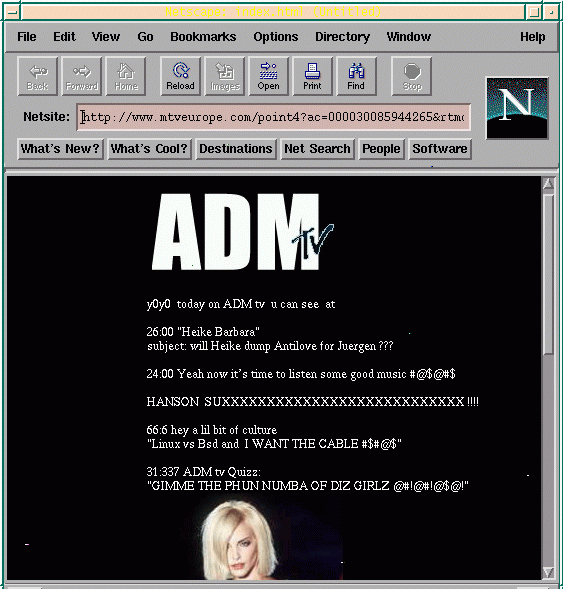 File Edit View Go Bookmarks Options Directory Window Help
Back Forward Home Reload Images Open Print Find Stop
N
Netsite: http://www.mtveurope.com/point4?ac=000030085944265&rtmo
What's New? What's Cool? Destinations Net Search People Software
ADM
TV
y0y0 today on ADM tv u can see at
26:00 "Heike Barbara"
subject: will Heike dump Antilove for Juergen ???
24:00 Yeah now it's time to listen some good music #@$@#$
HANSON SUXXXXXXXXXXXXXXXXXXXXXXXXXXX !!!!
66:6 hey a lil bit of culture
"Linux vs Bsd and I WANT THE CABLE #$#@$"
31:337 ADM tv Quizz:
"GIMME THE PHUN NUMBA OF DIZ GIRLZ @#!@#!@$@!"